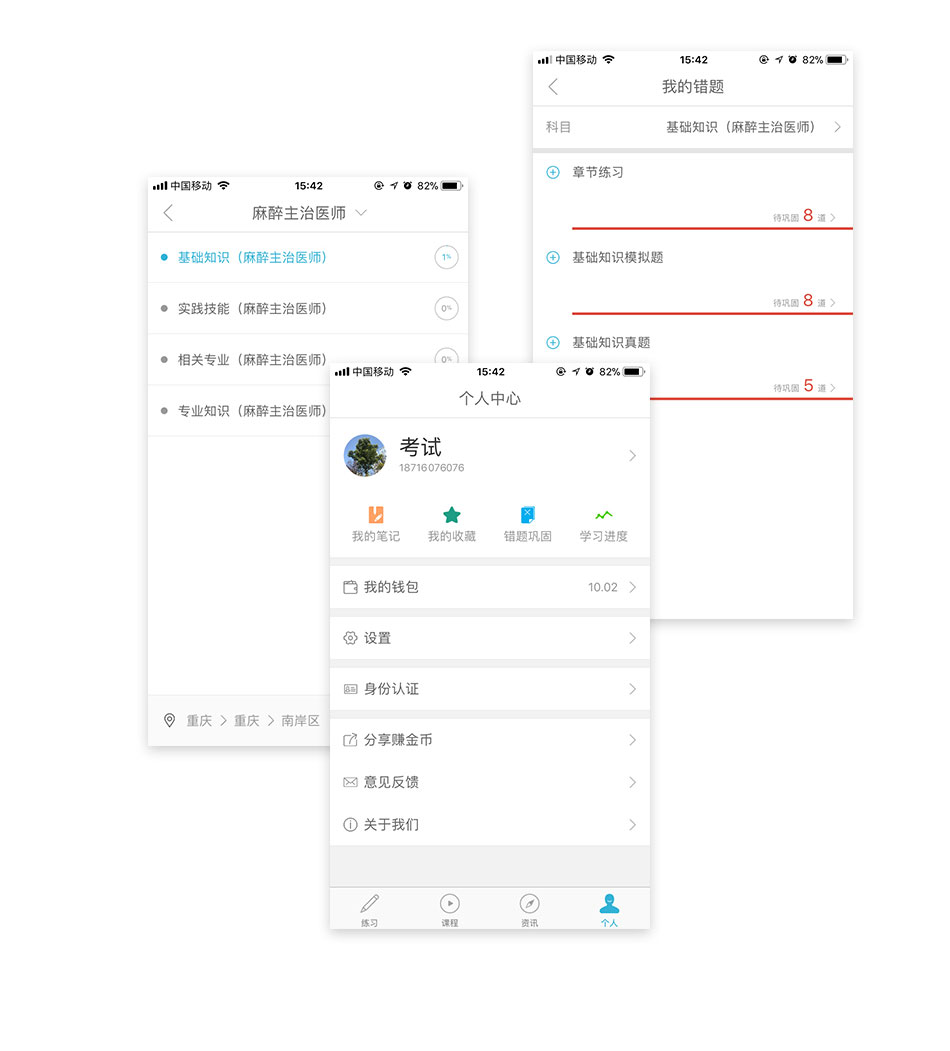 中国移动 15:42 82%
我的错题
科目 基础知识（麻醉主治医师）
章节练习
待巩固 8 道
基础知识模拟题
待巩固 8 道
基础知识真题
待巩固 5 道
中国移动 15:42 82%
麻醉主治医师
基础知识（麻醉主治医师） 1%
实践技能（麻醉主治医师） 0%
相关专业（麻醉主治医师） 0%
专业知识（麻醉主治医师）
重庆 > 重庆 > 南岸区
中国移动 15:42 82%
个人中心
考试
18716076076
我的笔记 我的收藏 错题巩固 学习进度
我的钱包 10.02
设置
身份认证
分享赚金币
意见反馈
关于我们
练习 课程 资讯 个人